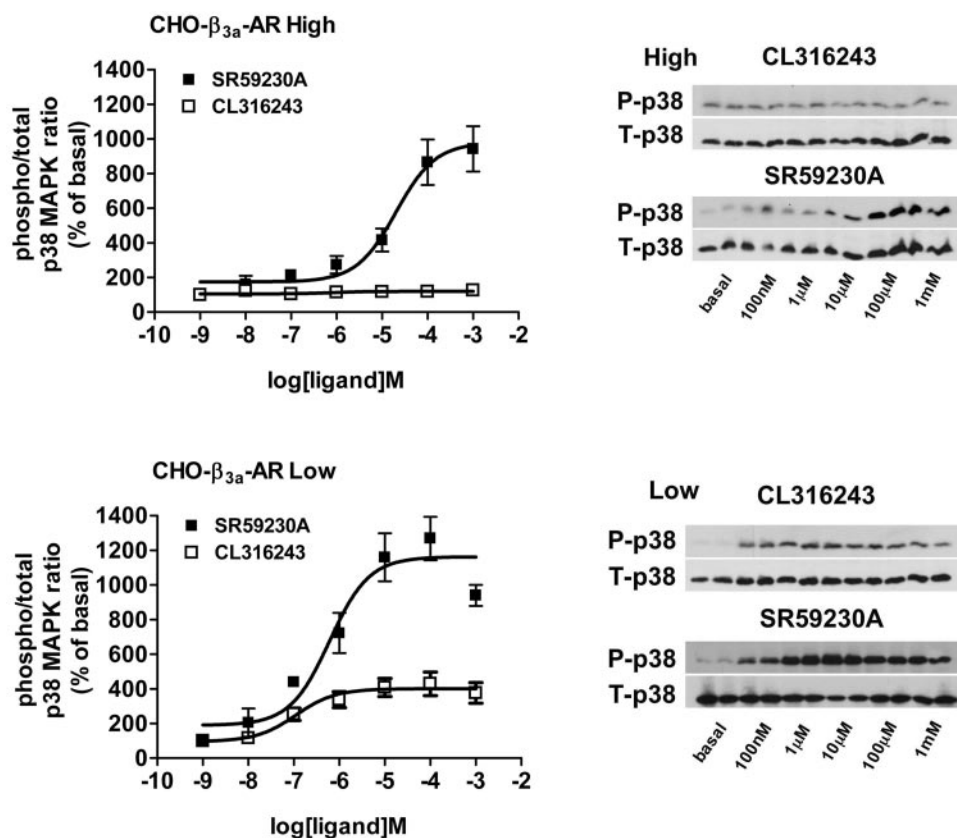 CHO-β3a-AR High
1400
1200
1000
800
600
400
200
0
SR59230A
CL316243
phospho/total
p38 MAPK ratio
(% of basal)
-10 -9 -8 -7 -6 -5 -4 -3 -2
log[ligand]M
High CL316243
P-p38
T-p38
SR59230A
P-p38
T-p38
basal 100nM 1μM 10μM 100μM 1mM
CHO-β3a-AR Low
1400
1200
1000
800
600
400
200
0
SR59230A
CL316243
phospho/total
p38 MAPK ratio
(% of basal)
-10 -9 -8 -7 -6 -5 -4 -3 -2
log[ligand]M
Low CL316243
P-p38
T-p38
SR59230A
P-p38
T-p38
basal 100nM 1μM 10μM 100μM 1mM